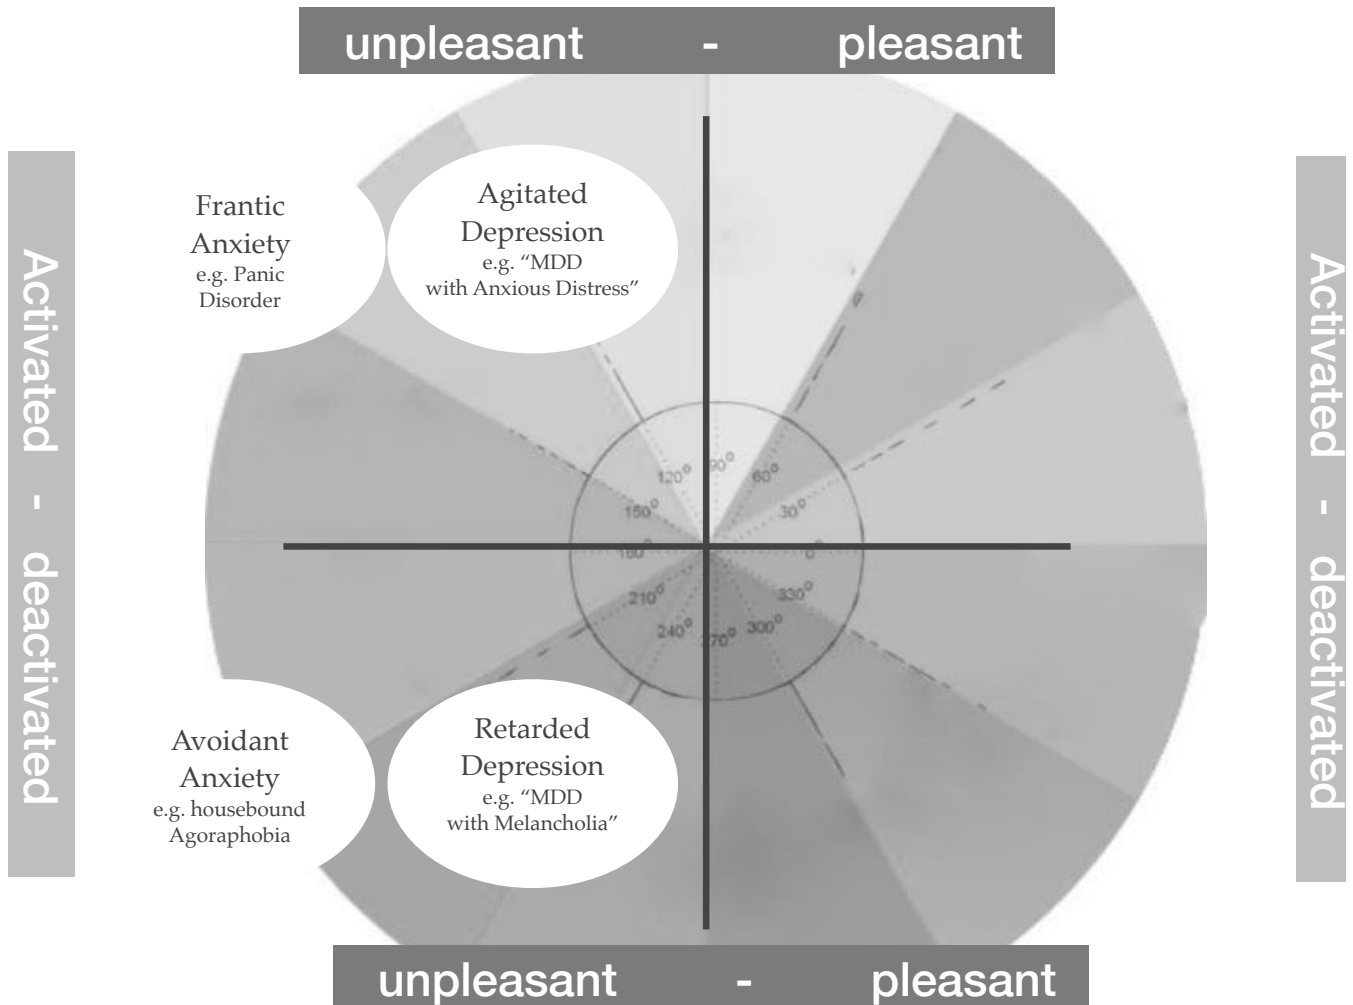 unpleasant - pleasant
Activated - deactivated
Frantic
Anxiety
e.g. Panic
Disorder
Agitated
Depression
e.g. “MDD
with Anxious Distress”
120°
90°
60°
150°
30°
180°
0°
210°
330°
240°
270°
300°
Avoidant
Anxiety
e.g. housebound
Agoraphobia
Retarded
Depression
e.g. “MDD
with Melancholia”
Activated - deactivated
unpleasant - pleasant